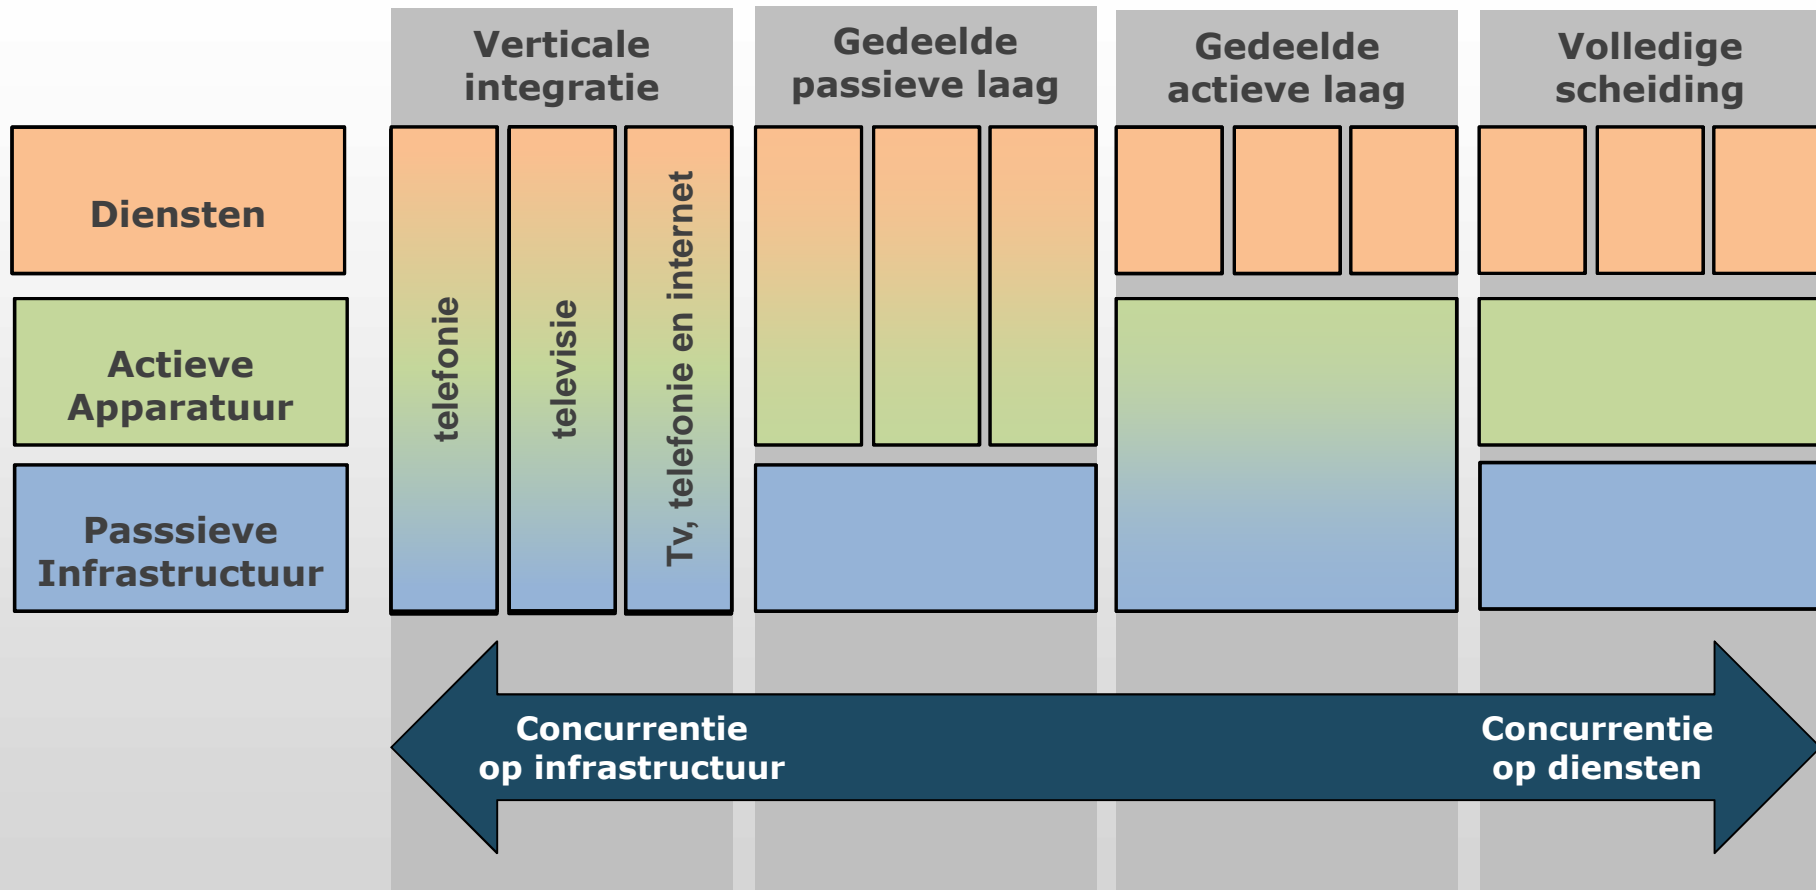 Verticale
integratie
Gedeelde
passieve laag
Gedeelde
actieve laag
Volledige
scheiding
Diensten
Actieve
Apparatuur
Passsieve
Infrastructuur
telefonie
televisie
Tv, telefonie en internet
Concurrentie
op infrastructuur
Concurrentie
op diensten